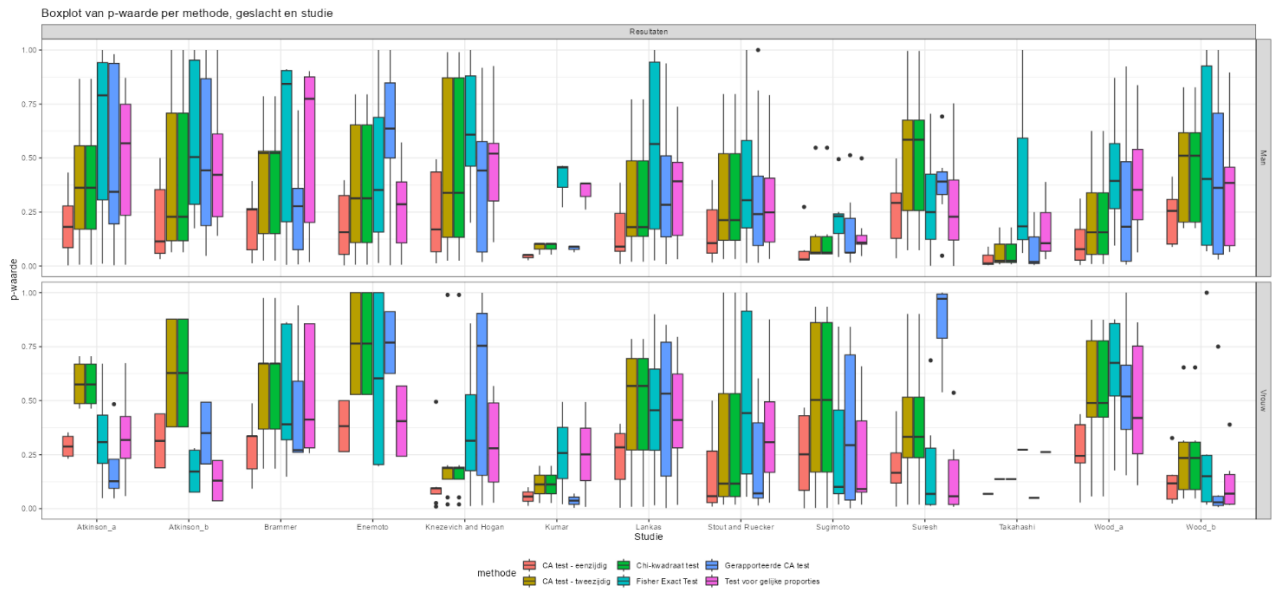 Boxplot van p-waarde per methode, geslacht en studie
Resultaten
1.00
0.75
0.50
0.25
0.00
Man
p-waarde
1.00
0.75
0.50
0.25
0.00
Vrouw
Atkinson_a Atkinson_b Brammer Enemoto Knezevich and Hogan Kumar Lankas Stout and Ruecker Sugimoto Suresh Takahashi Wood_a Wood_b
Studie
methode
CA test - eenzijdig Chi-kwadraat test Gerapporteerde CA test
CA test - tweezijdig Fisher Exact Test Test voor gelijke proporties